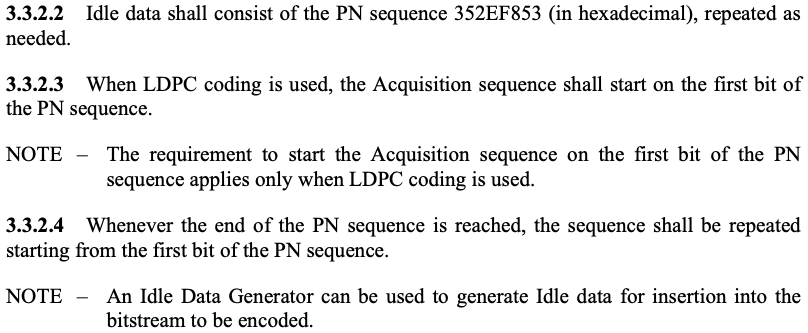 3.3.2.2 Idle data shall consist of the PN sequence 352EF853 (in hexadecimal), repeated as
needed.
3.3.2.3 When LDPC coding is used, the Acquisition sequence shall start on the first bit of
the PN sequence.
NOTE – The requirement to start the Acquisition sequence on the first bit of the PN
sequence applies only when LDPC coding is used.
3.3.2.4 Whenever the end of the PN sequence is reached, the sequence shall be repeated
starting from the first bit of the PN sequence.
NOTE – An Idle Data Generator can be used to generate Idle data for insertion into the
bitstream to be encoded.